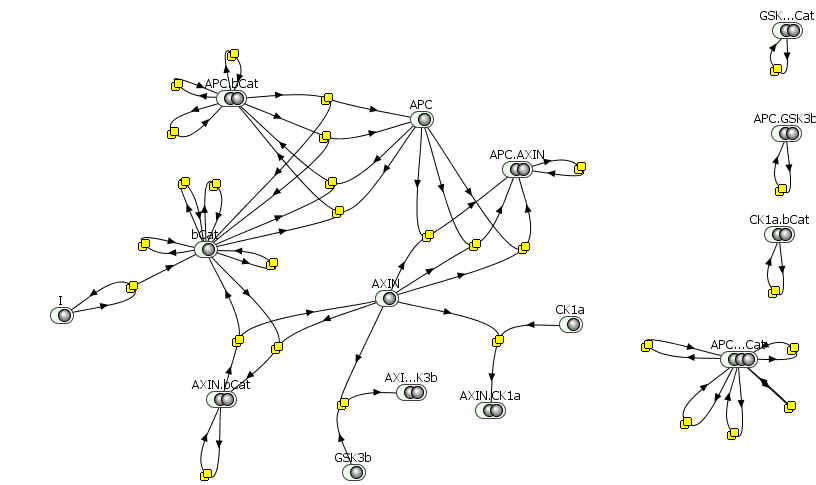 GSK...Cat
APC.bCat
APC
APC.GSK3b
APC.AXIN
CK1a.bCat
bCat
AXIN
I
CK1a
APC...Cat
AXIN.bCat
AXI...K3b
AXIN.CK1a
GSK3b